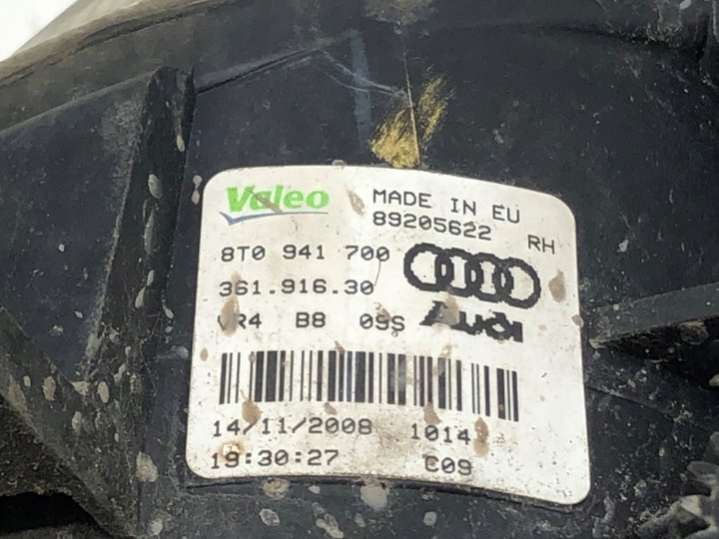 Valeo MADE IN EU
89205622 RH
8T0 941 700
361.916.30
VR4 B8 09S Audi
14/11/2008 1014
19:30:27 C09